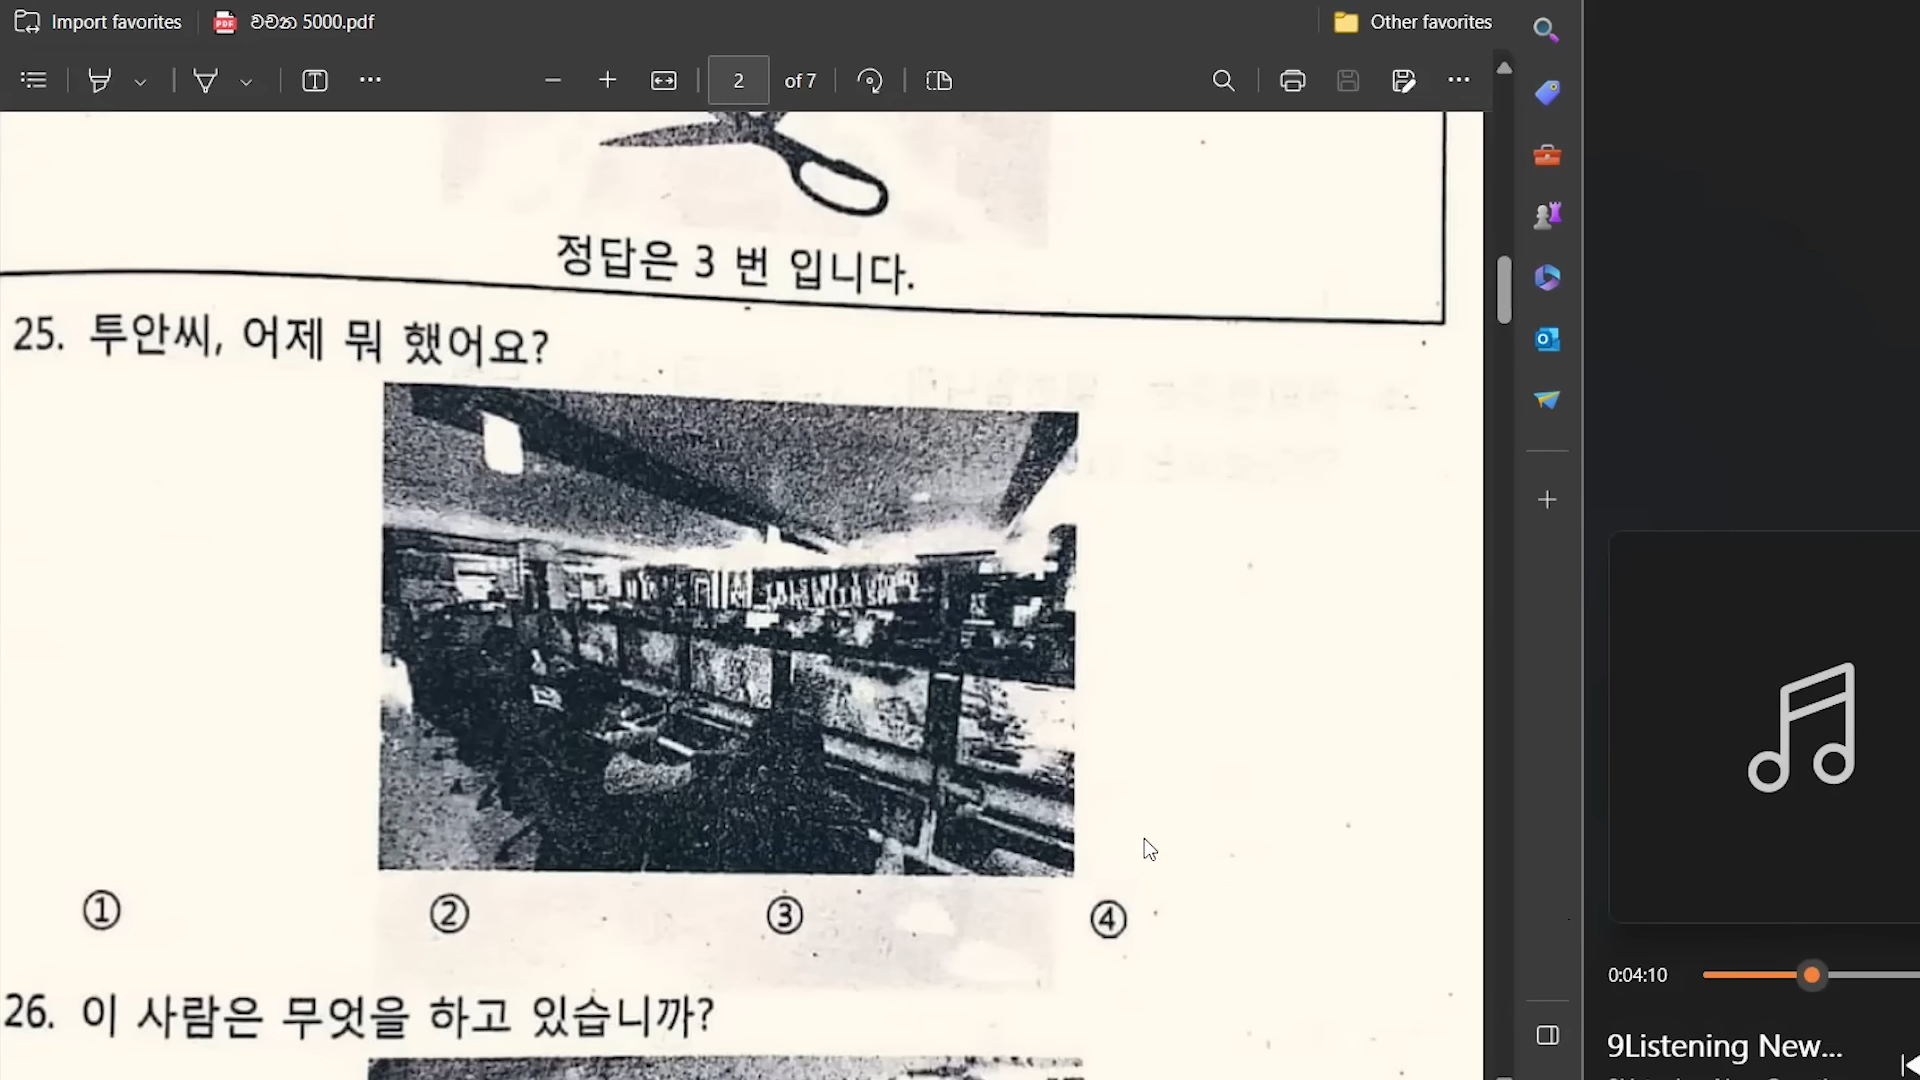 Import favorites
PDF
වචන 5000.pdf
Other favorites
2 of 7
정답은 3 번 입니다.
25. 투안씨, 어제 뭐 했어요?
① ② ③ ④
26. 이 사람은 무엇을 하고 있습니까?
0:04:10
9Listening New...